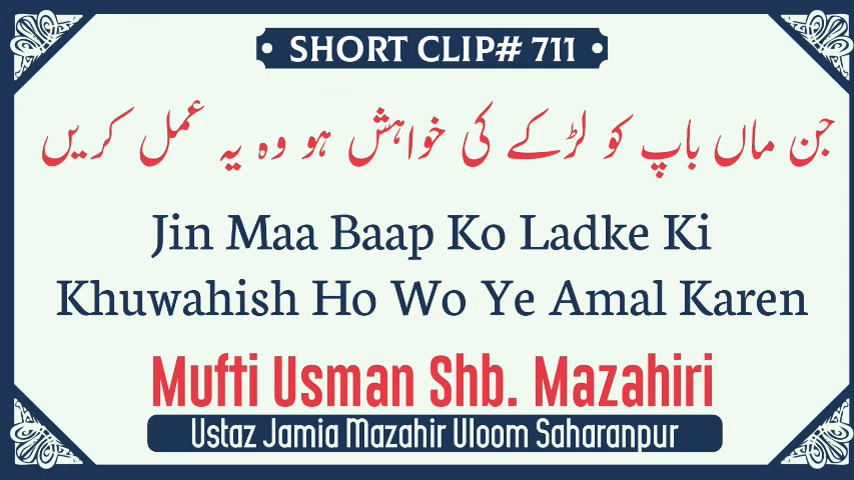 SHORT CLIP# 711
جن ماں باپ کو لڑکے کی خواہش ہو وہ یہ عمل کریں
Jin Maa Baap Ko Ladke Ki
Khuwahish Ho Wo Ye Amal Karen
Mufti Usman Shb. Mazahiri
Ustaz Jamia Mazahir Uloom Saharanpur